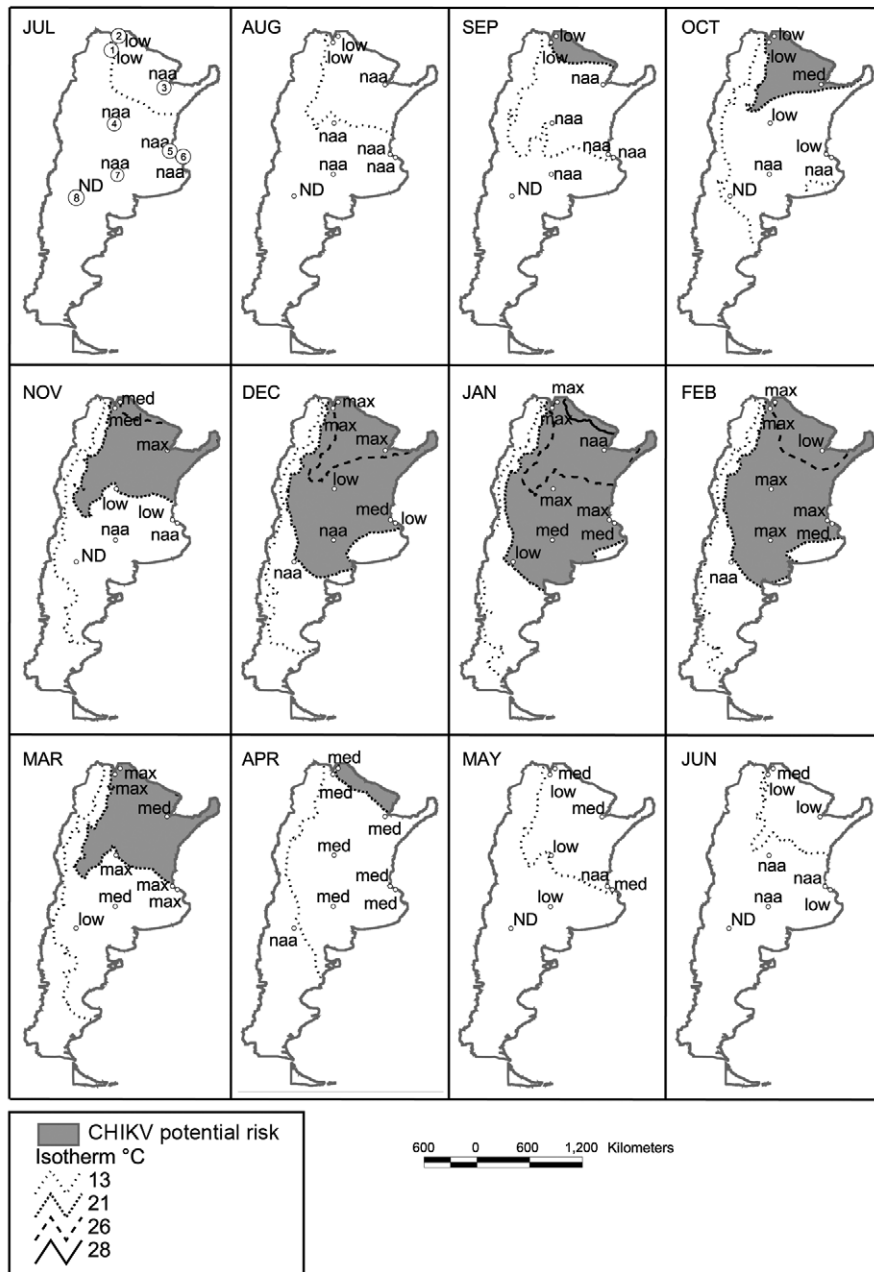 JUL
2
low
1
low
naa
3
naa
4
naa
5
6
naa
7
naa
ND
8
AUG
low
low
naa
naa
naa
naa
naa
ND
SEP
low
low
naa
naa
naa
naa
naa
ND
OCT
low
low
med
low
low
naa
naa
ND
NOV
med
med
max
low
low
naa
naa
ND
DEC
max
max
max
low
med
low
naa
naa
JAN
max
max
naa
max
max
med
med
low
FEB
max
max
low
max
max
max
med
naa
MAR
max
max
med
max
max
max
med
low
APR
med
med
med
med
med
med
med
naa
MAY
med
low
med
low
naa
med
low
ND
JUN
med
low
low
naa
naa
low
naa
ND
CHIKV potential risk
Isotherm °C
13
21
26
28
600 0 600 1,200 Kilometers